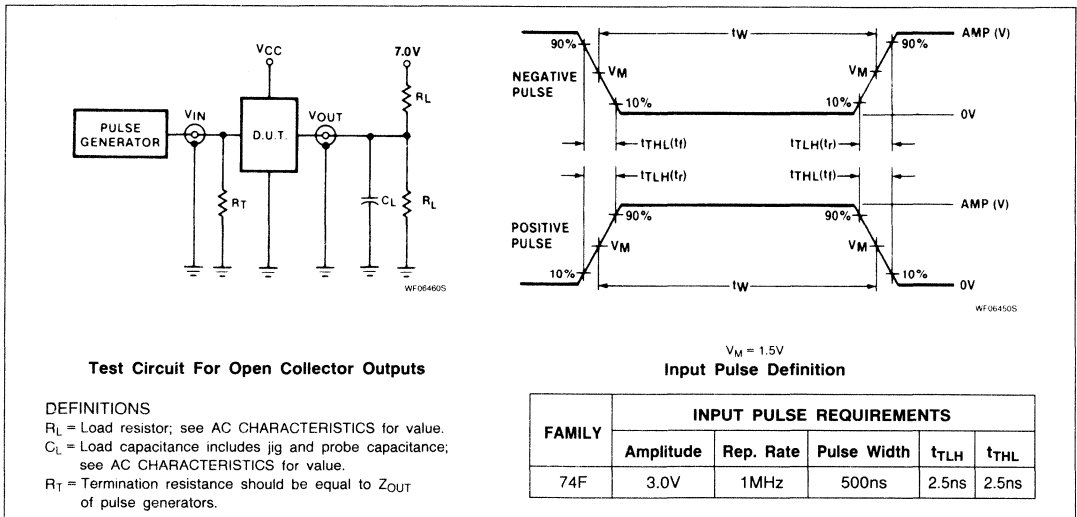 VCC
7.0V
RL
PULSE
GENERATOR
VIN
D.U.T.
VOUT
RT
CL
RL
WF06460S
Test Circuit For Open Collector Outputs
DEFINITIONS
RL = Load resistor; see AC CHARACTERISTICS for value.
CL = Load capacitance includes jig and probe capacitance;
see AC CHARACTERISTICS for value.
RT = Termination resistance should be equal to ZOUT
of pulse generators.
tW
AMP (V)
90%
90%
NEGATIVE
PULSE
VM
VM
10%
10%
0V
tTHL(tf)
tTLH(tr)
tTLH(tr)
tTHL(tf)
AMP (V)
90%
90%
POSITIVE
PULSE
VM
VM
10%
10%
tW
0V
WF06450S
VM = 1.5V
Input Pulse Definition
FAMILY
INPUT PULSE REQUIREMENTS
Amplitude Rep. Rate Pulse Width tTLH tTHL
74F 3.0V 1MHz 500ns 2.5ns 2.5ns